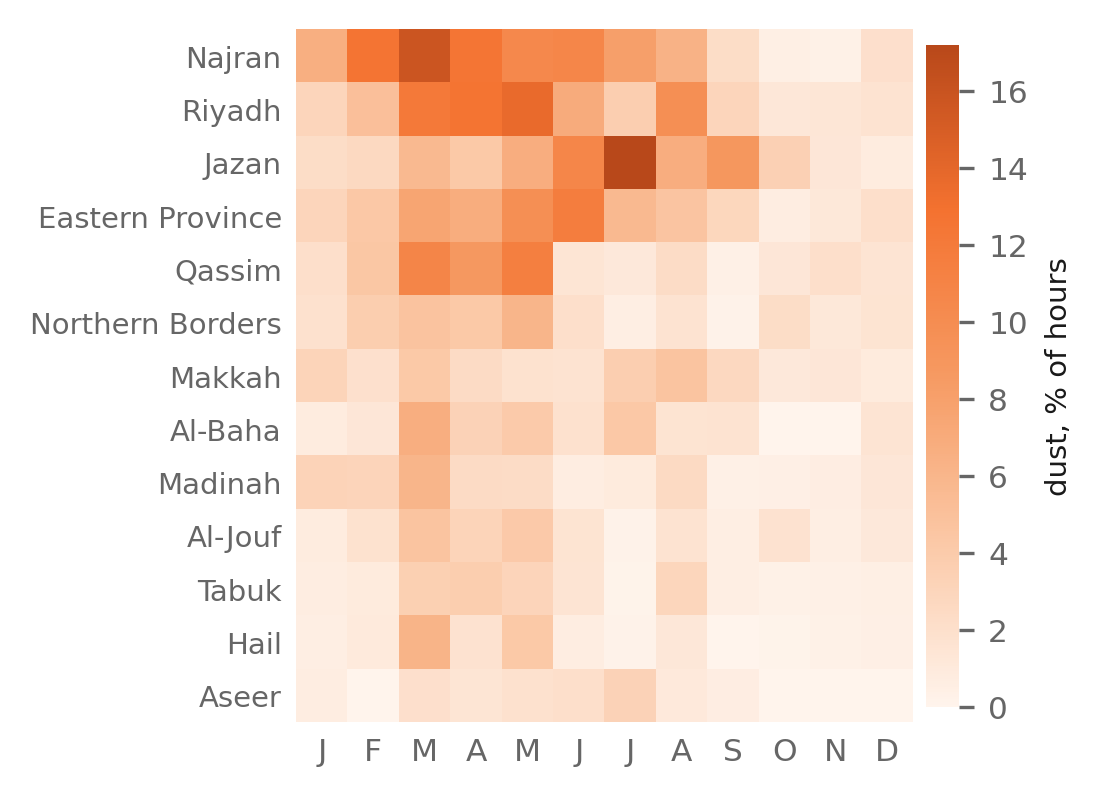 Najran
Riyadh
Jazan
Eastern Province
Qassim
Northern Borders
Makkah
Al-Baha
Madinah
Al-Jouf
Tabuk
Hail
Aseer
J F M A M J J A S O N D
16
14
12
10
8
6
4
2
0
dust, % of hours